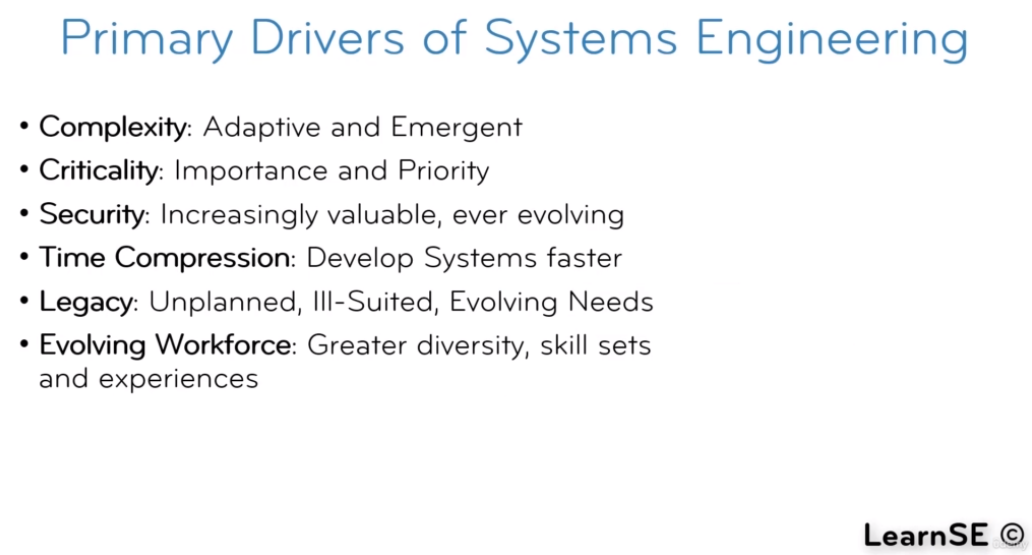 Primary Drivers of Systems Engineering
• Complexity: Adaptive and Emergent
• Criticality: Importance and Priority
• Security: Increasingly valuable, ever evolving
• Time Compression: Develop Systems faster
• Legacy: Unplanned, Ill-Suited, Evolving Needs
• Evolving Workforce: Greater diversity, skill sets
and experiences
LearnSE ©